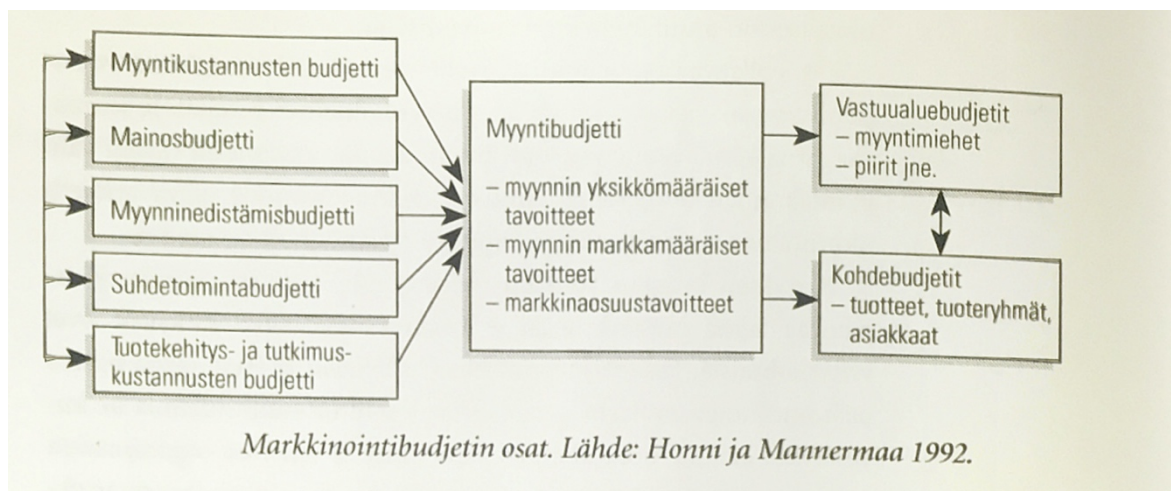 Myyntikustannusten budjetti
Mainosbudjetti
Myynninedistämisbudjetti
Suhdetoimintabudjetti
Tuotekehitys- ja tutkimus-
kustannusten budjetti
Myyntibudjetti
– myynnin yksikkömääräiset
tavoitteet
– myynnin markkamääräiset
tavoitteet
– markkinaosuustavoitteet
Vastuualuebudjetit
– myyntimiehet
– piirit jne.
Kohdebudjetit
– tuotteet, tuoteryhmät,
asiakkaat
Markkinointibudjetin osat. Lähde: Honni ja Mannermaa 1992.